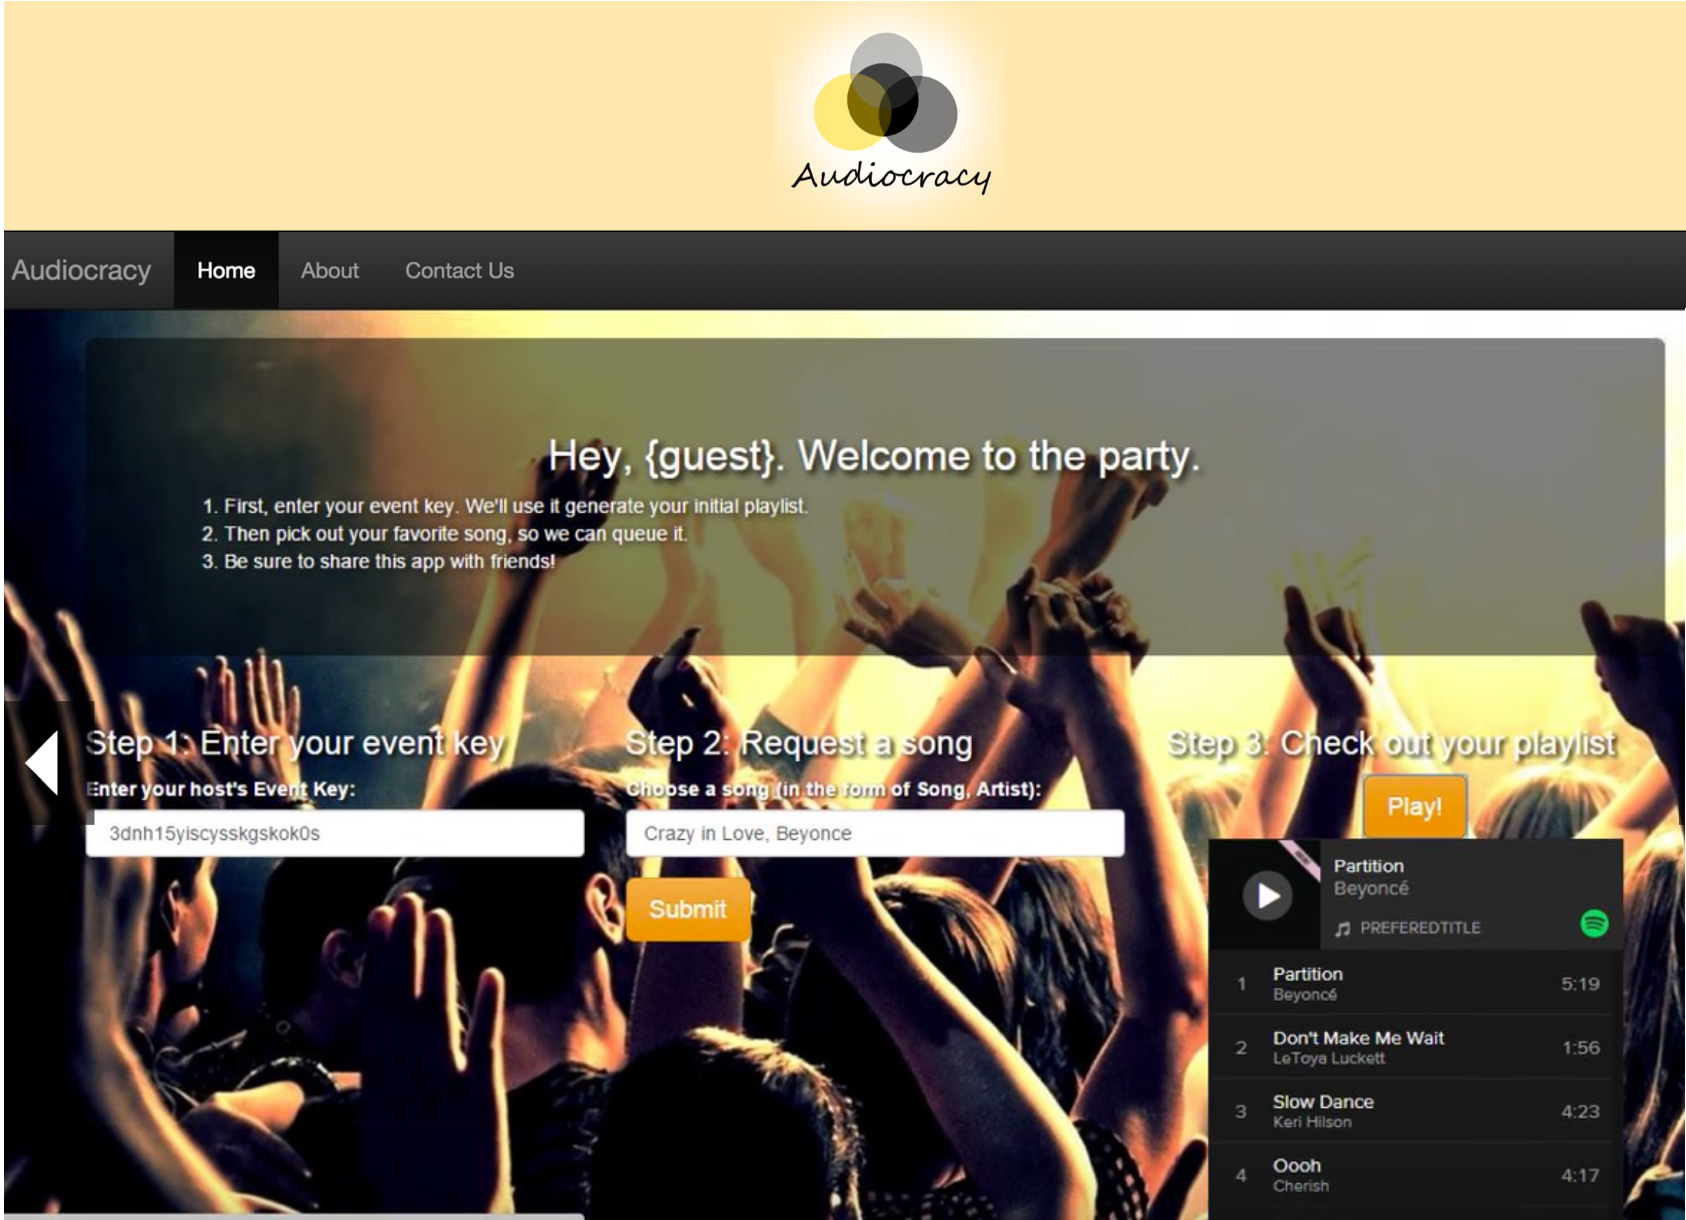 Audiocracy
Audiocracy Home About Contact Us
Hey, {guest}. Welcome to the party.
1. First, enter your event key. We'll use it generate your initial playlist.
2. Then pick out your favorite song, so we can queue it.
3. Be sure to share this app with friends!
Step 1: Enter your event key
Enter your host's Event Key:
3dnh15yiscysskgskok0s
Step 2: Request a song
Choose a song (in the form of Song, Artist):
Crazy in Love, Beyonce
Submit
Step 3: Check out your playlist
Play!
Partition
Beyoncé
PREFEREDTITLE
1 Partition 5:19
Beyoncé
2 Don't Make Me Wait 1:56
LeToya Luckett
3 Slow Dance 4:23
Keri Hilson
4 Oooh 4:17
Cherish